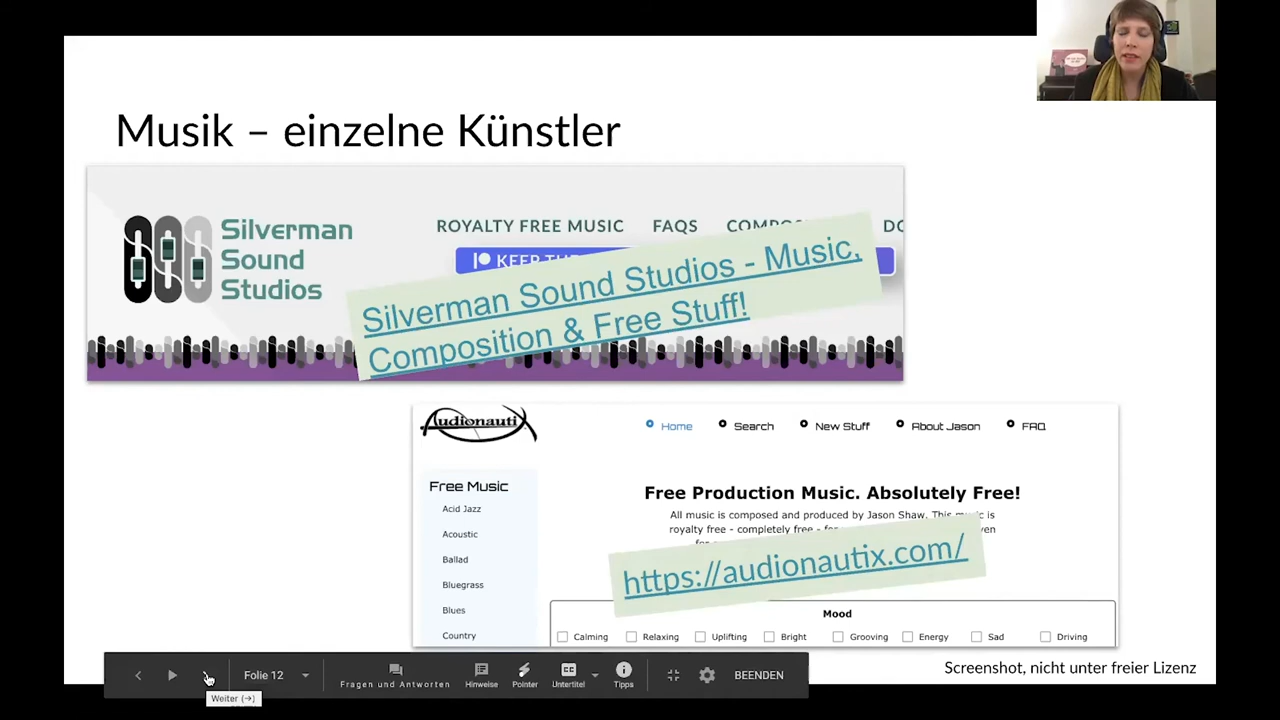 Musik – einzelne Künstler
Silverman
Sound
Studios
ROYALTY FREE MUSIC FAQS
KEEP
Silverman Sound Studios - Music,
Composition & Free Stuff!
Audionautix
Home Search New Stuff About Jason FAQ
Free Music
Acid Jazz
Acoustic
Ballad
Bluegrass
Blues
Country
Free Production Music. Absolutely Free!
All music is composed and produced by Jason Shaw. This music is
royalty free - completely free -
https://audionautix.com/
Mood
Calming Relaxing Uplifting Bright Grooving Energy Sad Driving
Screenshot, nicht unter freier Lizenz
Folie 12
Fragen und Antworten
Hinweise
Pointer
Untertitel
Tipps
BEENDEN
Weiter (→)